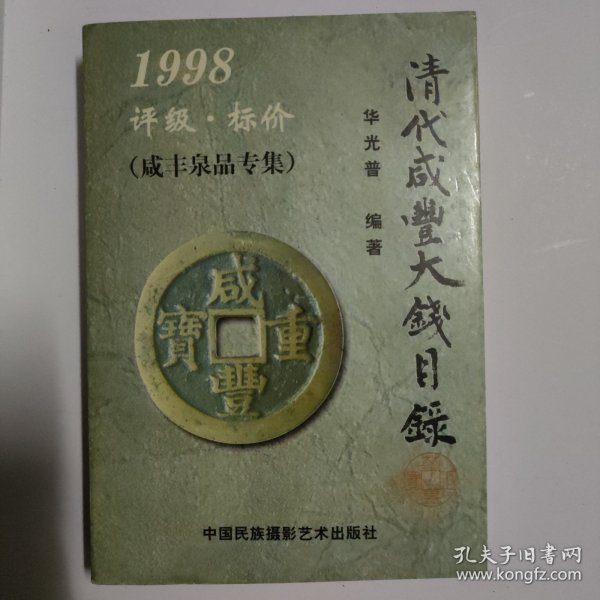 1998
评级·标价
(咸丰泉品专集)
清代咸豐大錢目錄
华光普 编著
咸豐重寶
中国民族摄影艺术出版社
孔夫子旧书网
www.kongfz.com